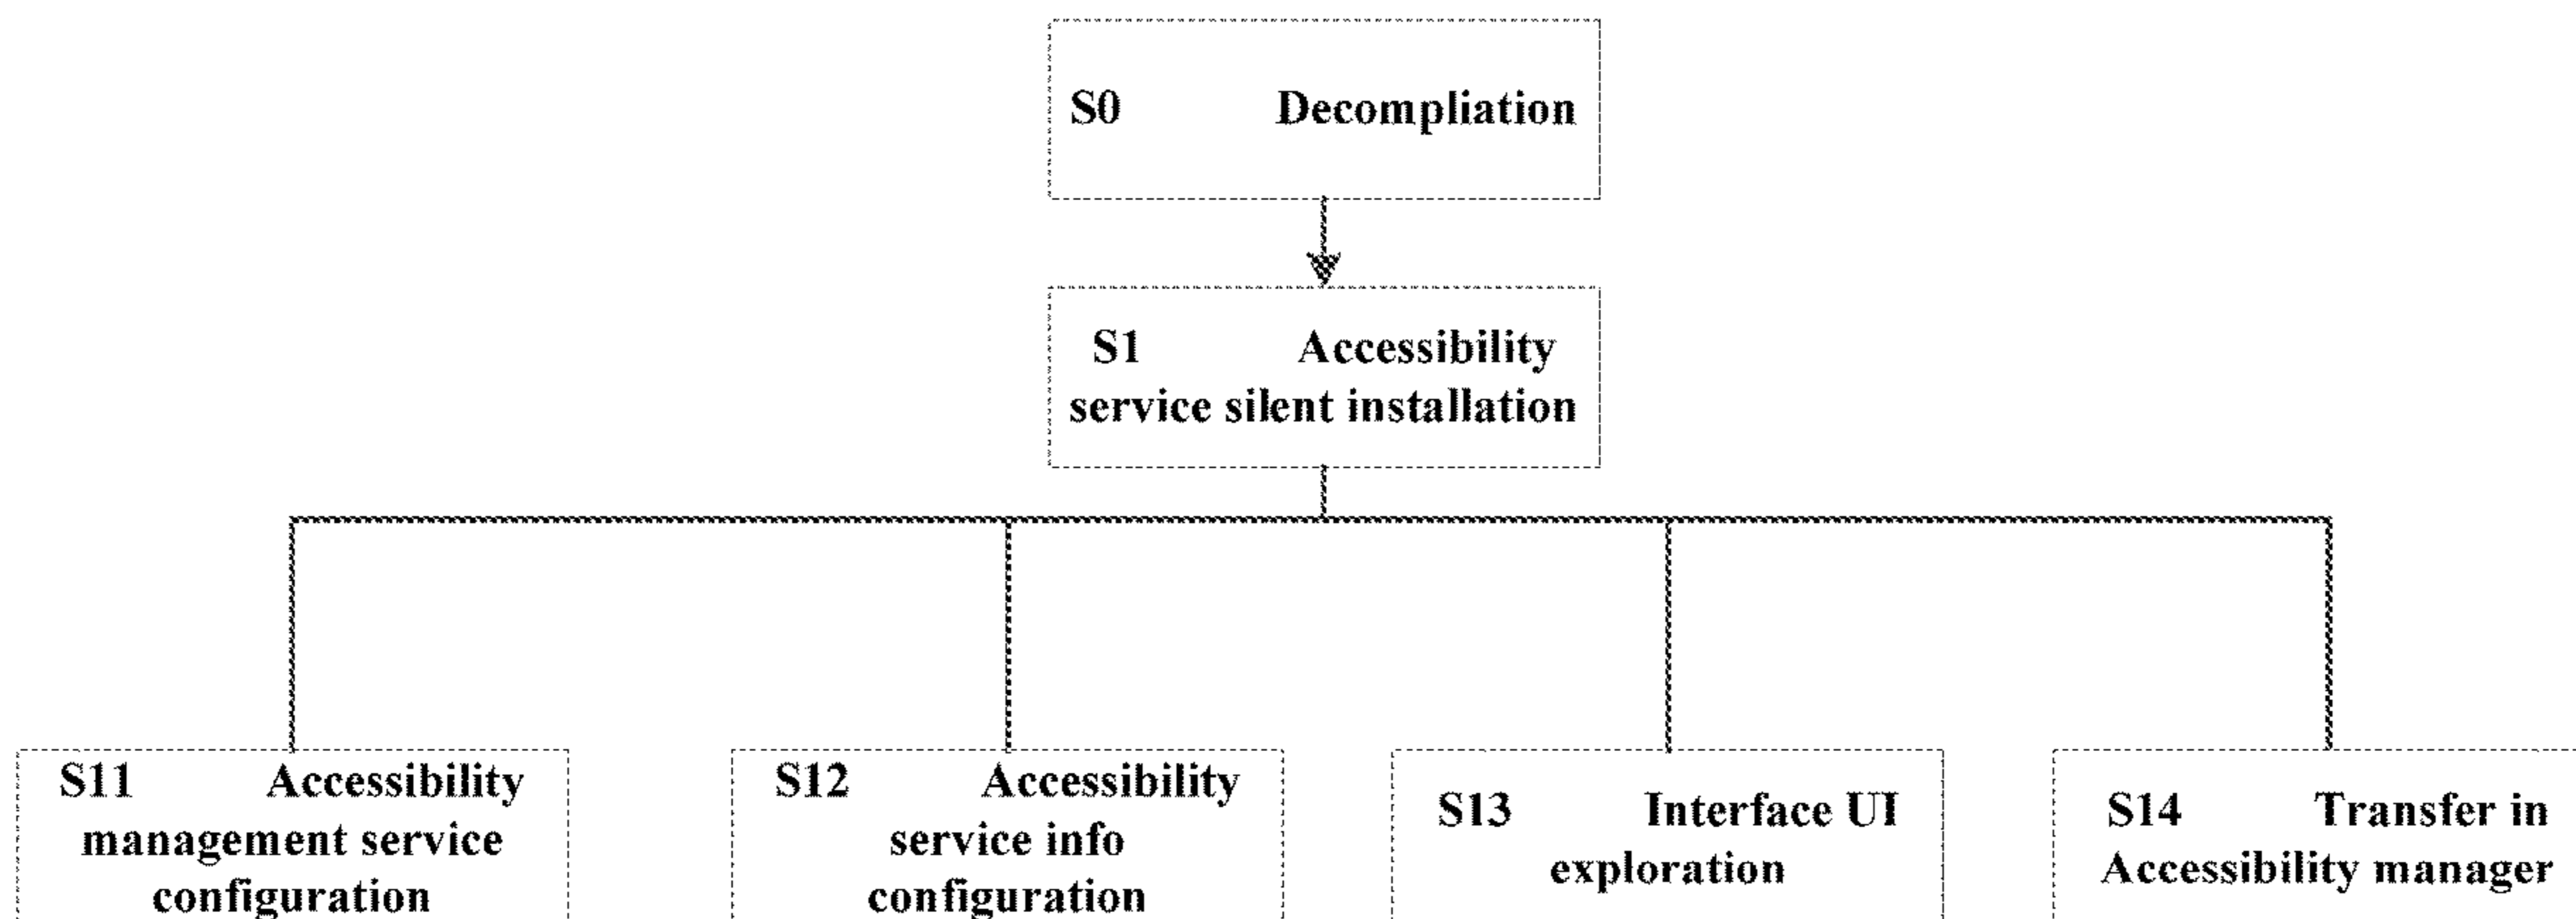 S0 Decompliation
S1 Accessibility
service silent installation
S11 Accessibility
management service
configuration
S12 Accessibility
service info
configuration
S13 Interface UI
exploration
S14 Transfer in
Accessibility manager